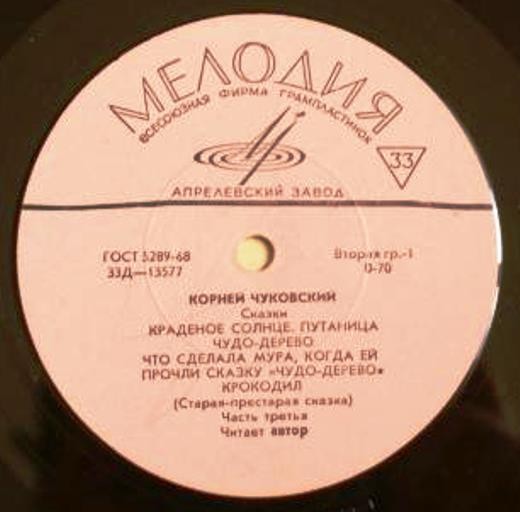 МЕЛОДИЯ
ВСЕСОЮЗНАЯ ФИРМА ГРАМПЛАСТИНОК
33
АПРЕЛЕВСКИЙ ЗАВОД
ГОСТ 5289-68
Вторая гр.-1
33Д—13577
0-70
КОРНЕЙ ЧУКОВСКИЙ
Сказки
КРАДЕНОЕ СОЛНЦЕ. ПУТАНИЦА
ЧУДО-ДЕРЕВО
ЧТО СДЕЛАЛА МУРА, КОГДА ЕЙ
ПРОЧЛИ СКАЗКУ «ЧУДО-ДЕРЕВО»
КРОКОДИЛ
(Старая-престарая сказка)
Часть третья
Читает автор